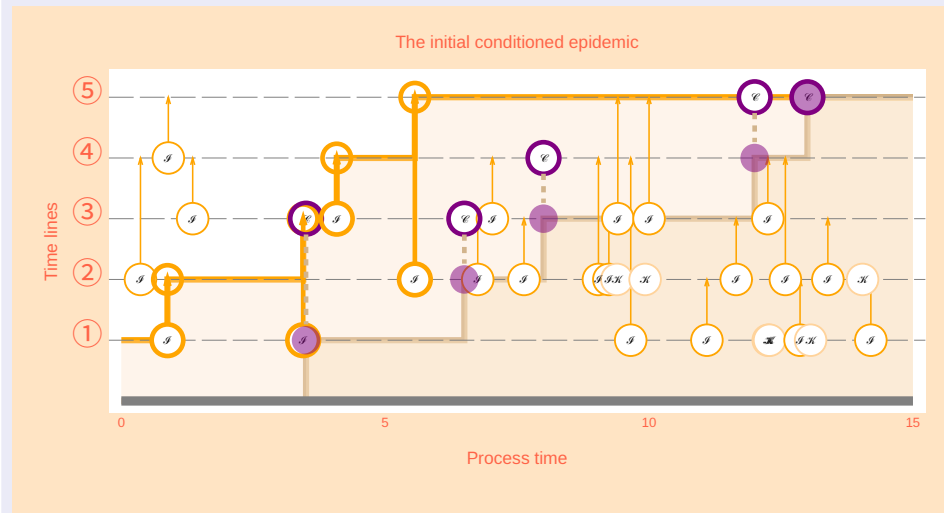 The initial conditioned epidemic
Time lines
⑤
𝒞 𝒞
④
ℐ 𝒞
③
ℐ 𝒞 ℐ 𝒞 ℐ ℐ ℐ ℐ
②
ℐ ℐ ℐ ℐ ℐ ℐ 𝒦 𝒦 ℐ ℐ ℐ 𝒦
①
ℐ ℐ ℐ ℐ 𝒦 ℐ 𝒦 ℐ
0 5 10 15
Process time